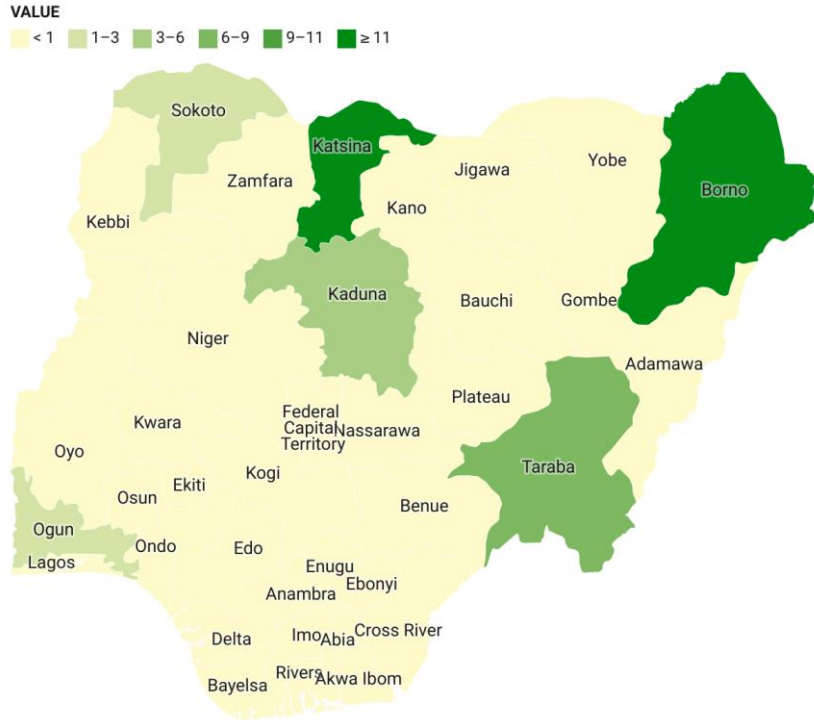 VALUE
< 1 1–3 3–6 6–9 9–11 ≥ 11
Sokoto
Katsina
Zamfara
Jigawa
Yobe
Borno
Kebbi
Kano
Kaduna
Bauchi
Gombe
Niger
Adamawa
Plateau
Federal
Capital
Territory
Nassarawa
Kwara
Oyo
Kogi
Taraba
Ekiti
Osun
Benue
Ogun
Ondo
Edo
Lagos
Enugu
Ebonyi
Anambra
Delta
Imo
Abia
Cross River
Rivers
Akwa Ibom
Bayelsa